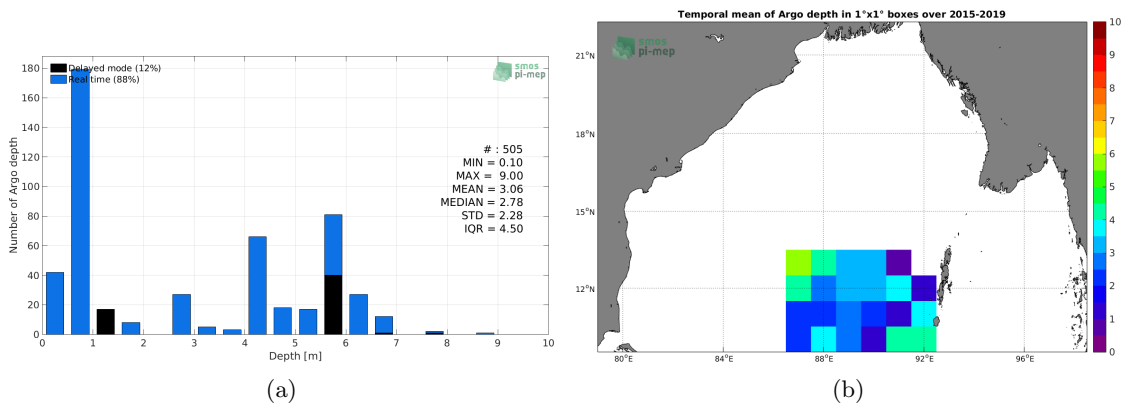 Delayed mode (12%)
Real time (88%)
smos
pi-mep
# : 505
MIN = 0.10
MAX = 9.00
MEAN = 3.06
MEDIAN = 2.78
STD = 2.28
IQR = 4.50
Number of Argo depth
180
160
140
120
100
80
60
40
20
0
0 1 2 3 4 5 6 7 8 9 10
Depth [m]
(a)
Temporal mean of Argo depth in 1°x1° boxes over 2015-2019
smos
pi-mep
21°N
18°N
15°N
12°N
80°E 84°E 88°E 92°E 96°E
10
9
8
7
6
5
4
3
2
1
0
(b)